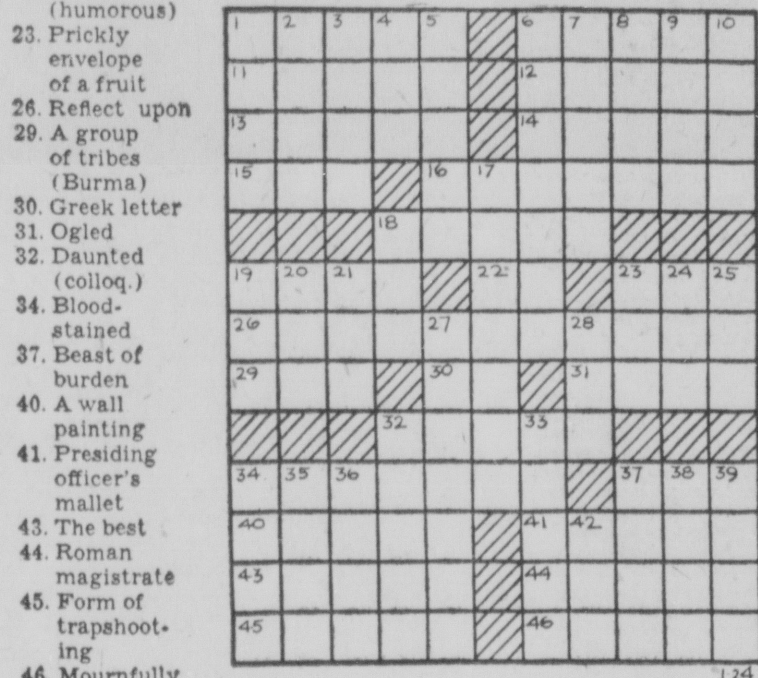 (humorous)
23. Prickly
envelope
of a fruit
26. Reflect upon
29. A group
of tribes
(Burma)
30. Greek letter
31. Ogled
32. Daunted
(colloq.)
34. Blood-
stained
37. Beast of
burden
40. A wall
painting
41. Presiding
officer's
mallet
43. The best
44. Roman
magistrate
45. Form of
trapshoot-
ing
46. Mournfully
1 2 3 4 5 6 7 8 9 10
11 12
13 14
15 16 17
18
19 20 21 22 23 24 25
26 27 28
29 30 31
32 33
34 35 36 37 38 39
40 41 42
43 44
45 46
1-24